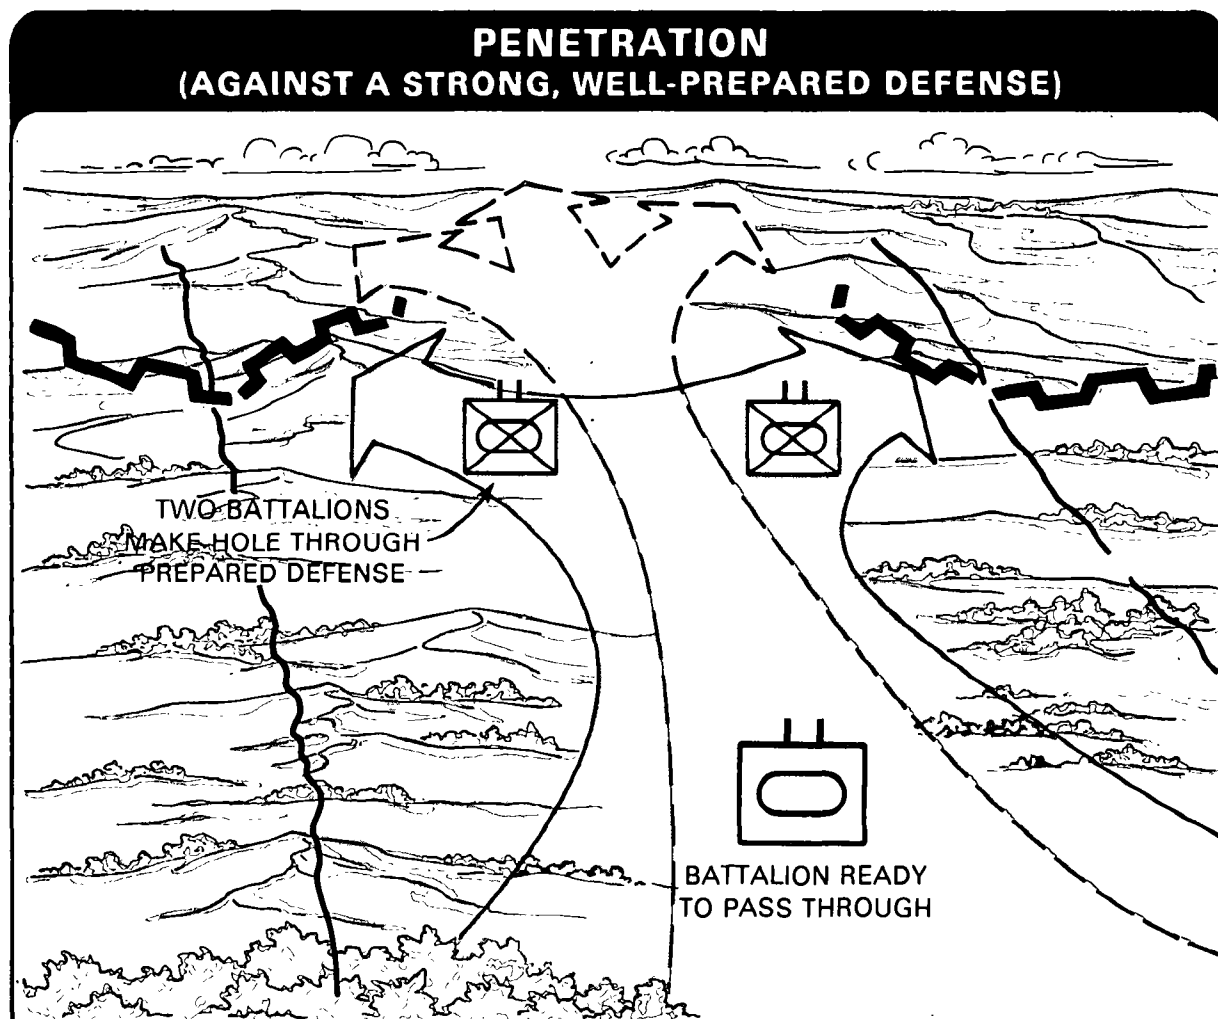 PENETRATION
(AGAINST A STRONG, WELL-PREPARED DEFENSE)
TWO BATTALIONS
MAKE HOLE THROUGH
PREPARED DEFENSE
BATTALION READY
TO PASS THROUGH